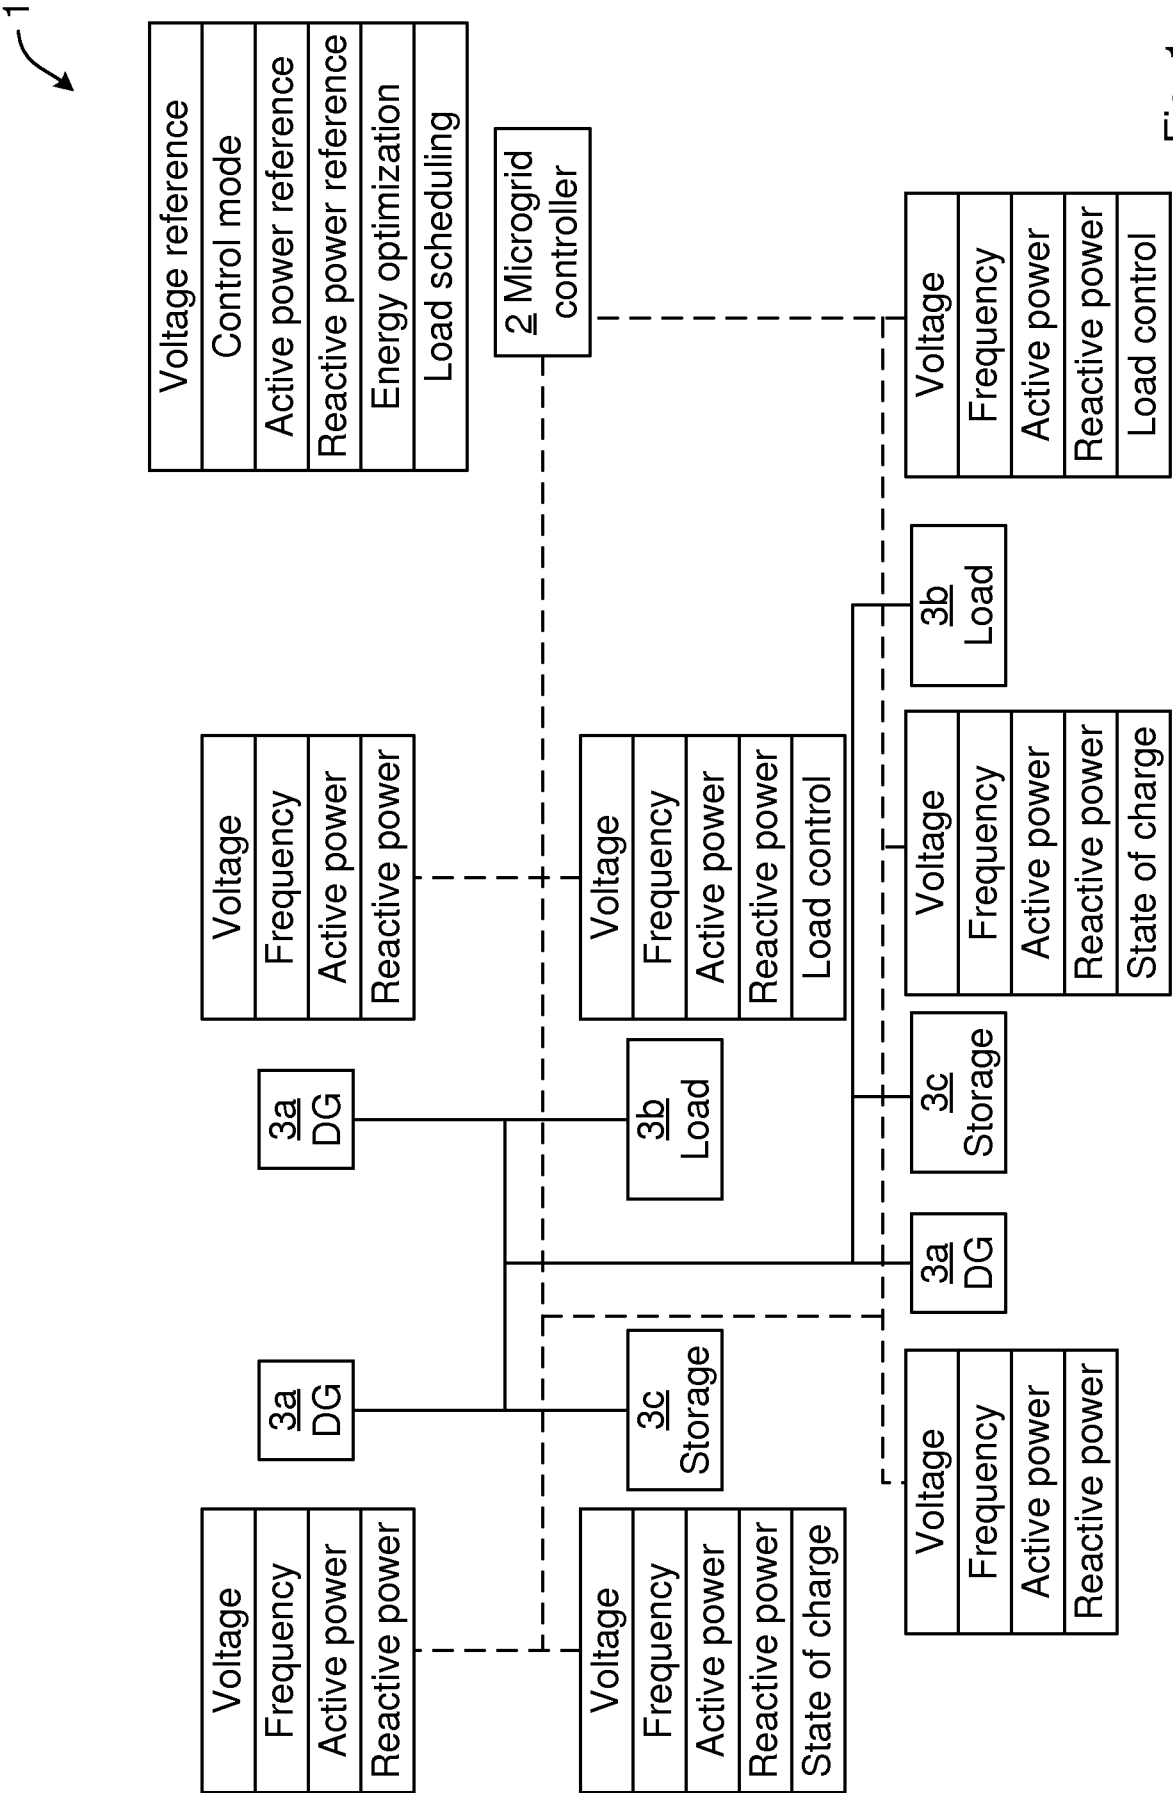 1
Voltage
Frequency
Active power
Reactive power
3a
DG
3a
DG
Voltage
Frequency
Active power
Reactive power
Voltage reference
Control mode
Active power reference
Reactive power reference
Energy optimization
Load scheduling
2 Microgrid
controller
Voltage
Frequency
Active power
Reactive power
State of charge
3c
Storage
3b
Load
Voltage
Frequency
Active power
Reactive power
Load control
Voltage
Frequency
Active power
Reactive power
3a
DG
3c
Storage
Voltage
Frequency
Active power
Reactive power
State of charge
3b
Load
Voltage
Frequency
Active power
Reactive power
Load control